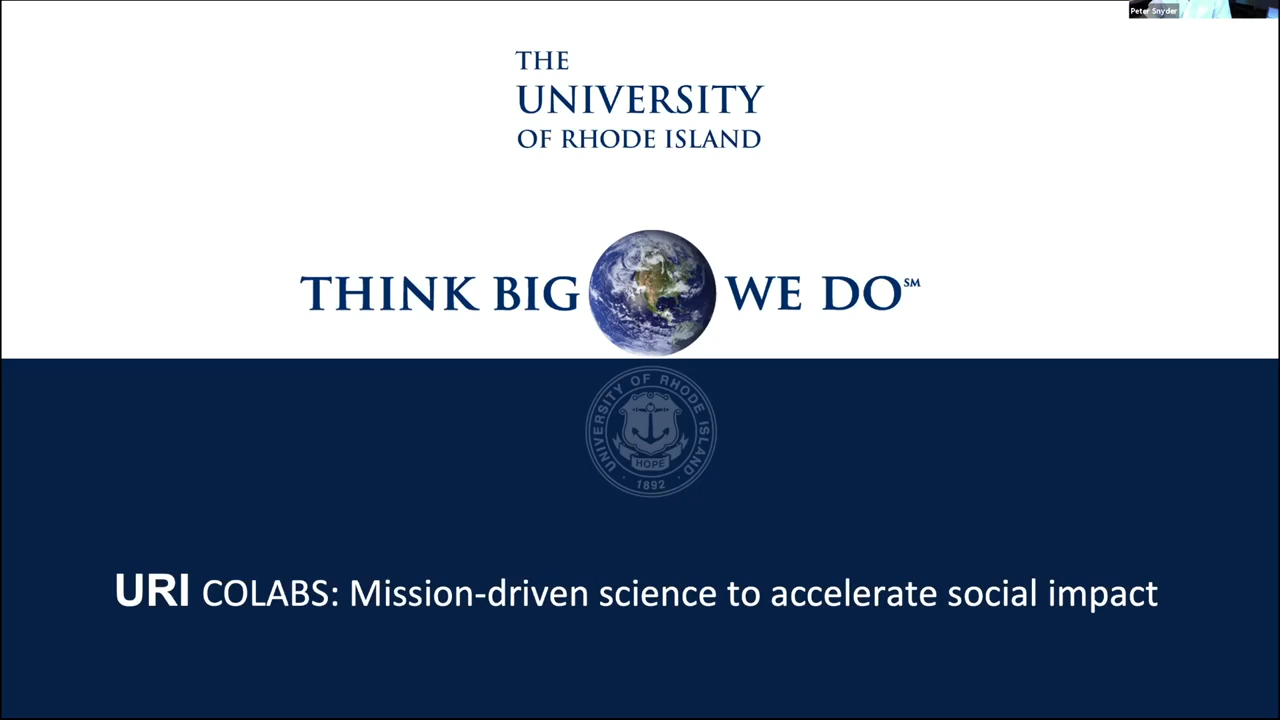 Peter Snyder
THE
UNIVERSITY
OF RHODE ISLAND
THINK BIG WE DO℠
UNIVERSITY OF RHODE ISLAND
HOPE
· 1892 ·
URI COLABS: Mission-driven science to accelerate social impact